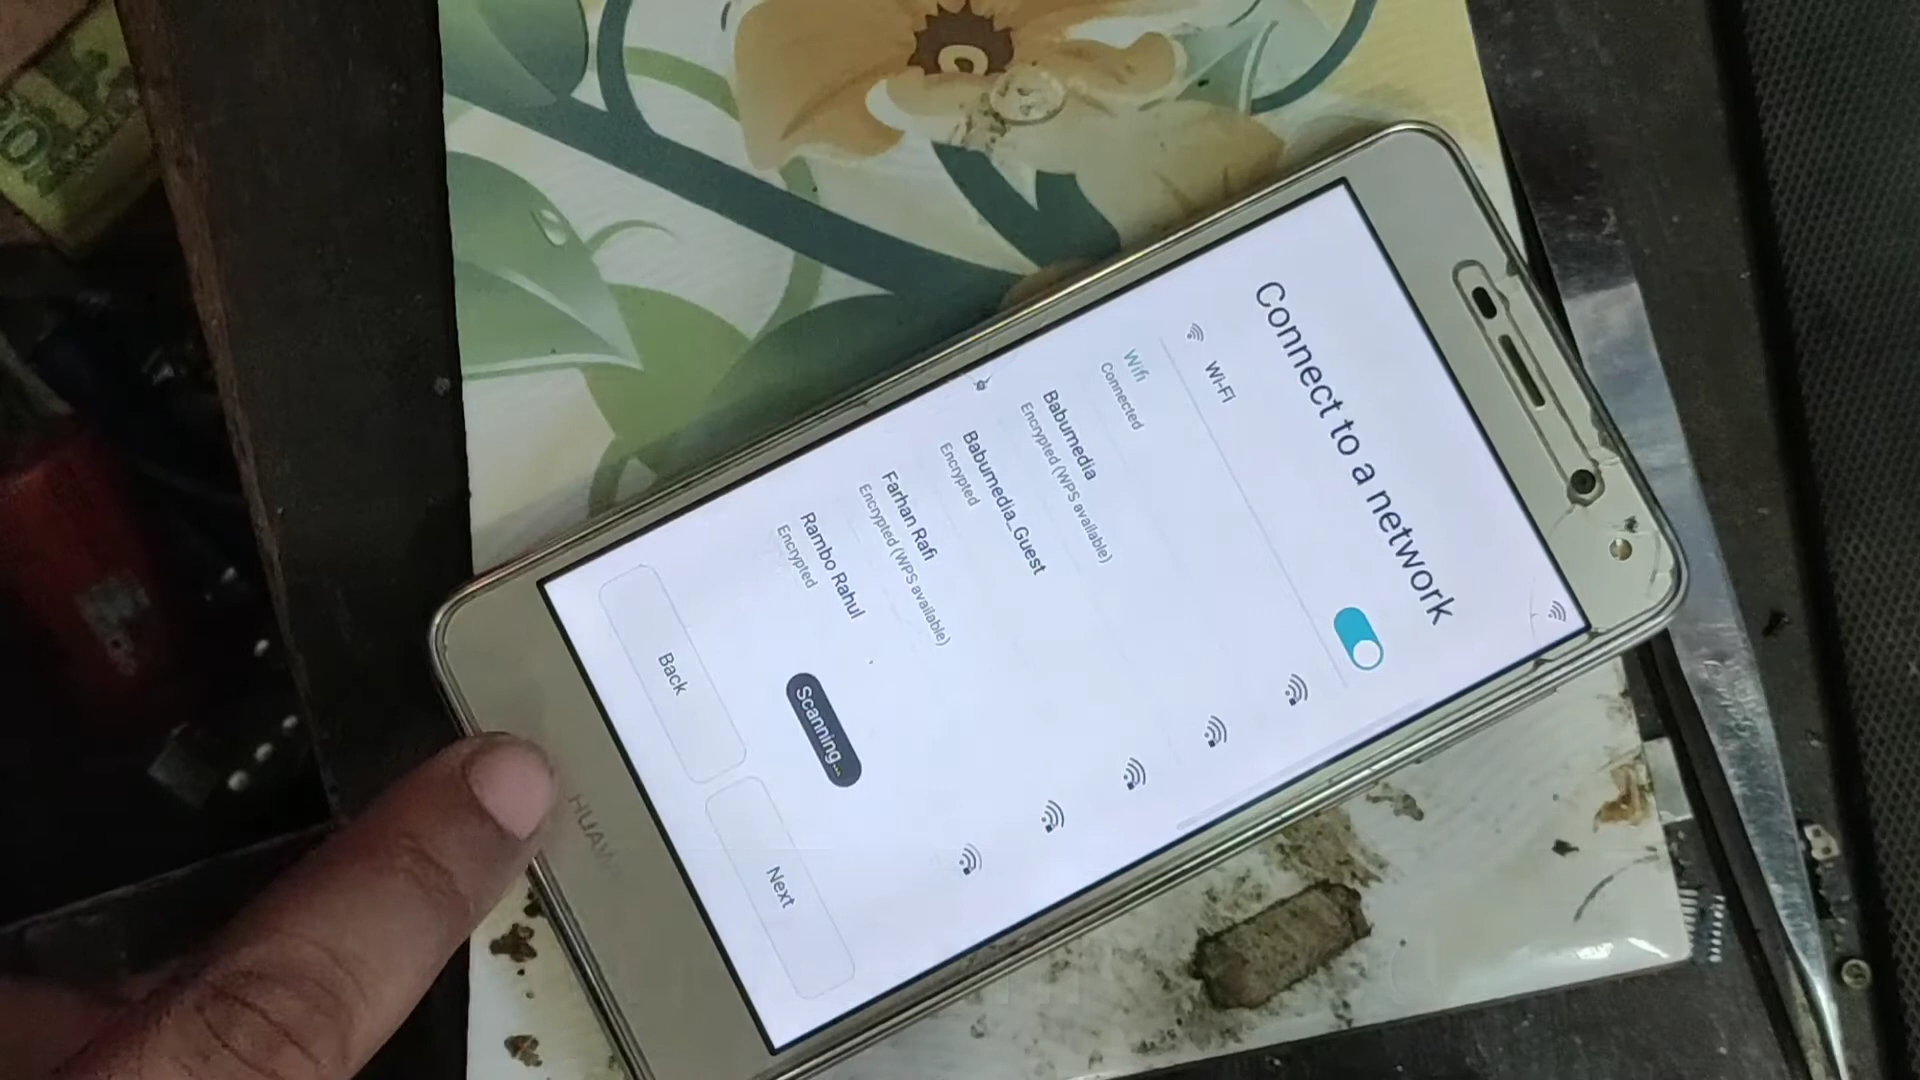 Connect to a network
WI-FI
Wifi
Connected
Babumedia
Encrypted (WPS available)
Babumedia_Guest
Encrypted
Farhan Rafi
Encrypted (WPS available)
Rambo Rahul
Encrypted
Scanning...
Back
Next